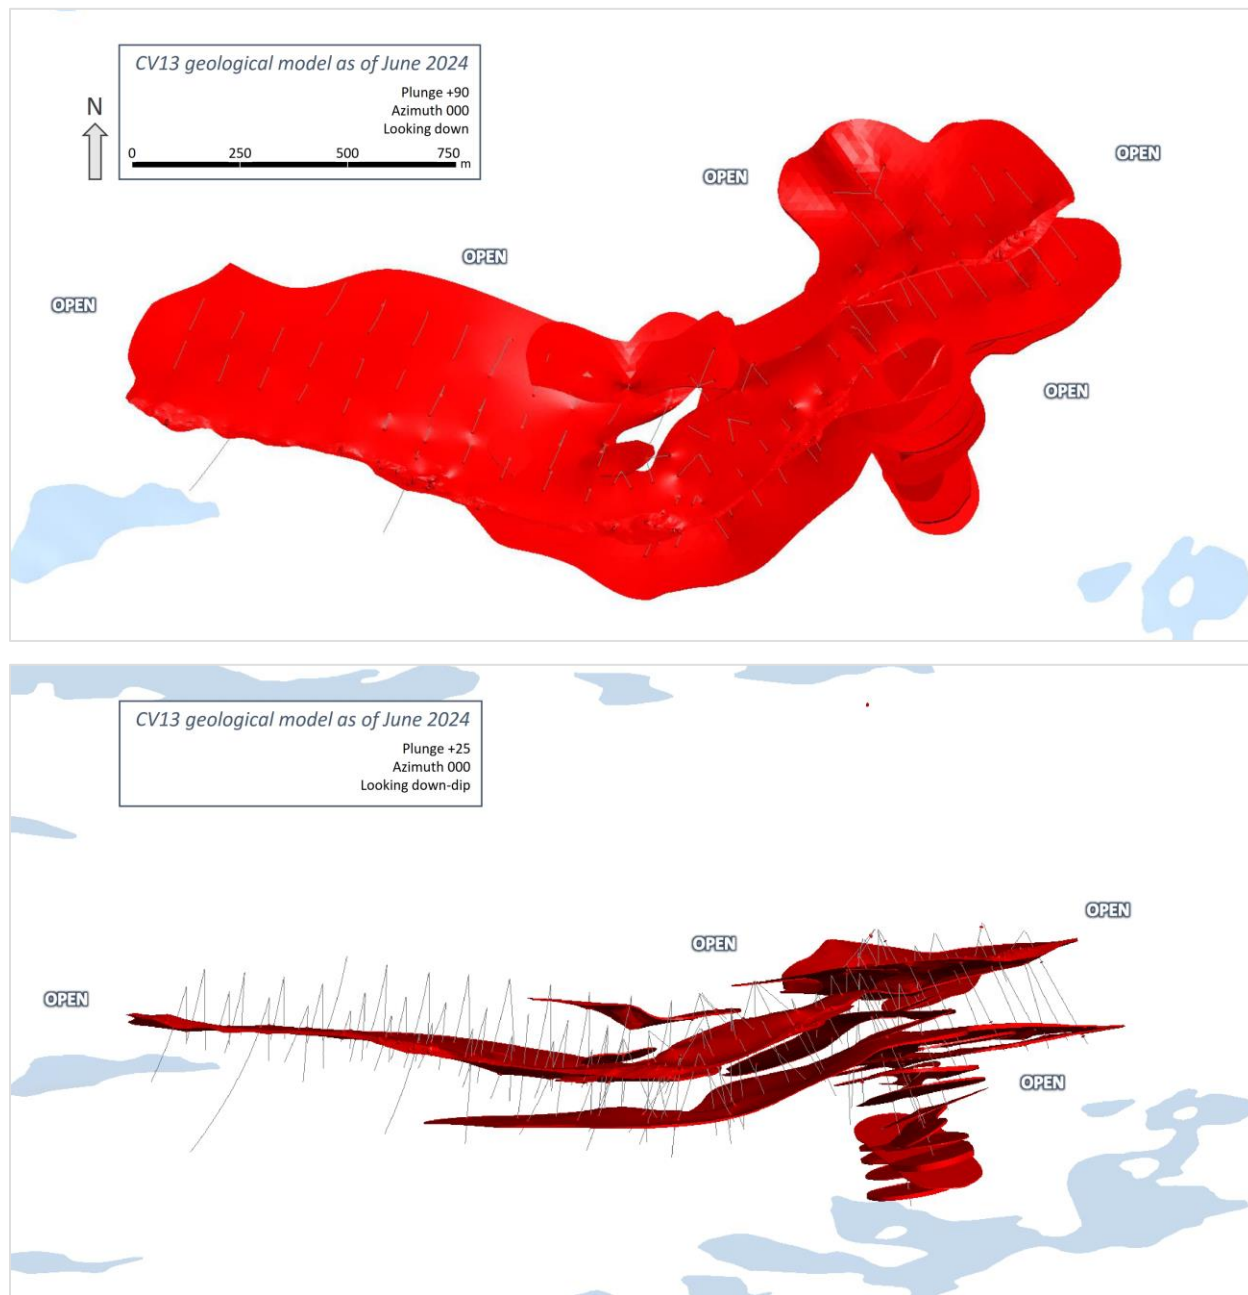 CV13 geological model as of June 2024
Plunge +90
Azimuth 000
Looking down
N
0 250 500 750 m
OPEN
OPEN
OPEN
OPEN
OPEN
CV13 geological model as of June 2024
Plunge +25
Azimuth 000
Looking down-dip
OPEN
OPEN
OPEN
OPEN